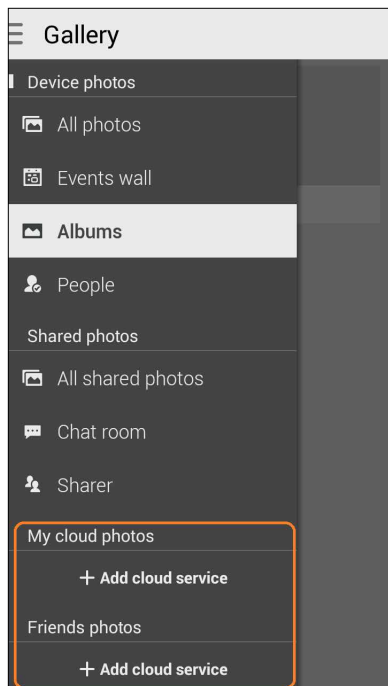 Gallery
Device photos
All photos
Events wall
Albums
People
Shared photos
All shared photos
Chat room
Sharer
My cloud photos
+ Add cloud service
Friends photos
+ Add cloud service